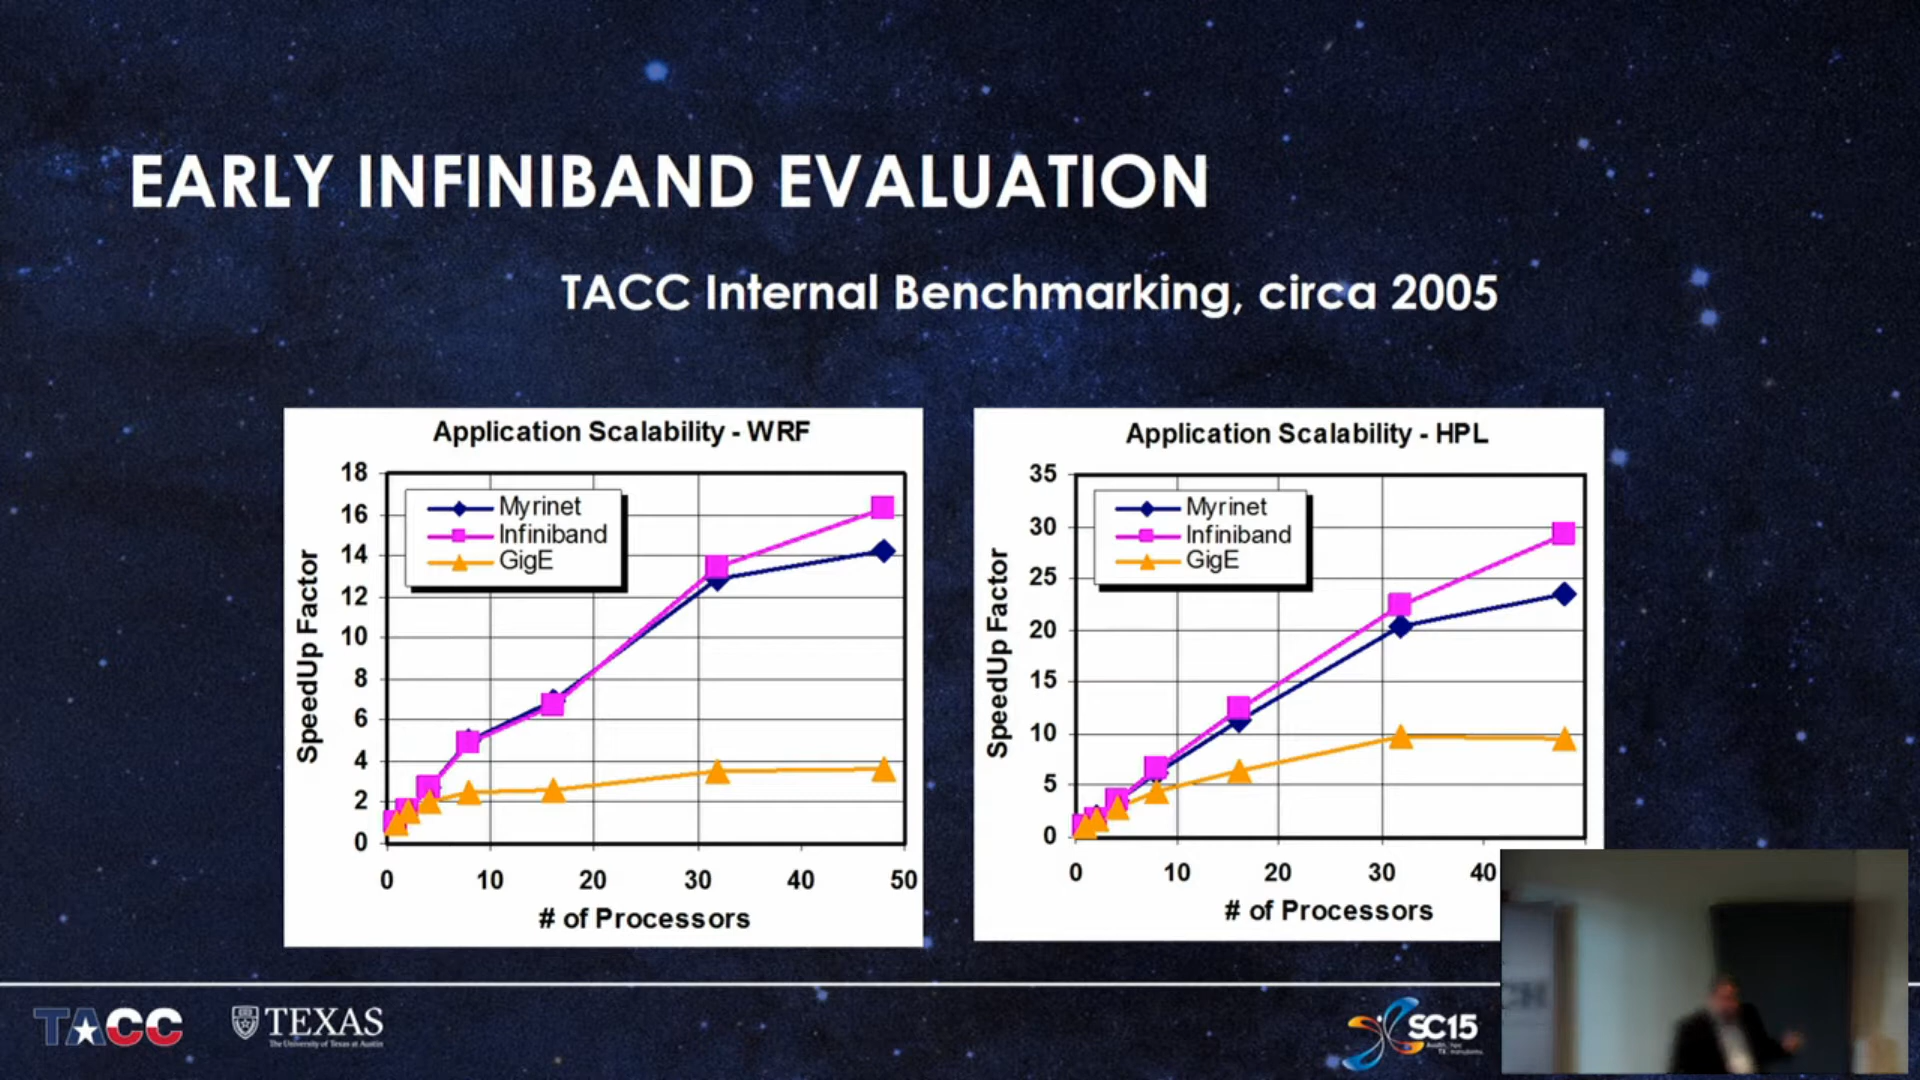 EARLY INFINIBAND EVALUATION
TACC Internal Benchmarking, circa 2005
Application Scalability - WRF
SpeedUp Factor
18
16
14
12
10
8
6
4
2
0
Myrinet
Infiniband
GigE
0 10 20 30 40 50
# of Processors
Application Scalability - HPL
SpeedUp Factor
35
30
25
20
15
10
5
0
Myrinet
Infiniband
GigE
0 10 20 30 40
# of Processors
TACC
TEXAS
The University of Texas at Austin
SC15